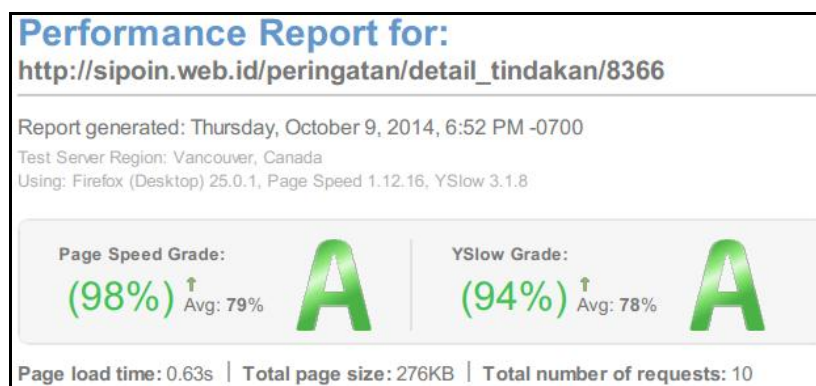 Performance Report for:
http://sipoin.web.id/peringatan/detail_tindakan/8366
Report generated: Thursday, October 9, 2014, 6:52 PM -0700
Test Server Region: Vancouver, Canada
Using: Firefox (Desktop) 25.0.1, Page Speed 1.12.16, YSlow 3.1.8
Page Speed Grade:
(98%) ↑ Avg: 79% A
YSlow Grade:
(94%) ↑ Avg: 78% A
Page load time: 0.63s | Total page size: 276KB | Total number of requests: 10